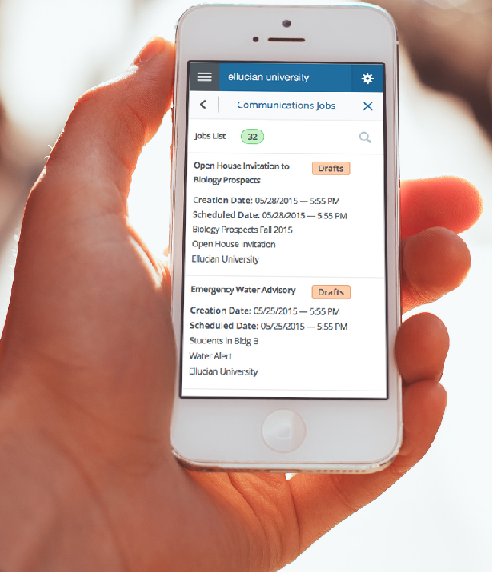 ellucian university
Communications Jobs
Jobs List 32
Open House Invitation to Drafts
Biology Prospects
Creation Date: 05/28/2015 — 5:55 PM
Scheduled Date: 05/28/2015 — 5:55 PM
Biology Prospects Fall 2015
Open House Invitation
Ellucian University
Emergency Water Advisory Drafts
Creation Date: 05/25/2015 — 5:55 PM
Scheduled Date: 05/25/2015 — 5:55 PM
Students In Bldg B
Water Alert
Ellucian University